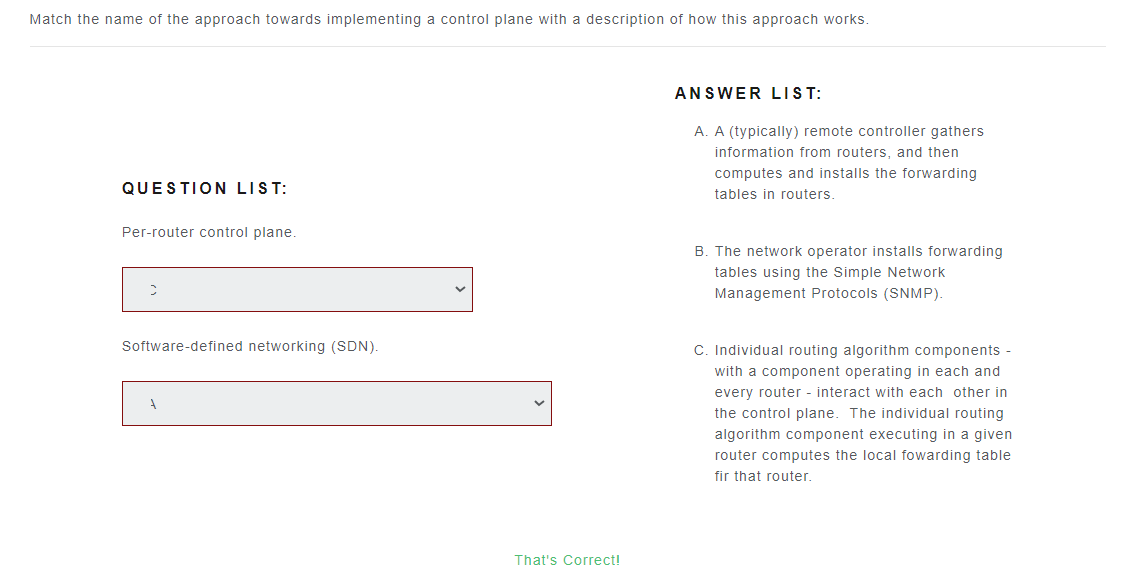 Match the name of the approach towards implementing a control plane with a description of how this approach works.
QUESTION LIST:
Per-router control plane.
C
Software-defined networking (SDN).
A
ANSWER LIST:
A. A (typically) remote controller gathers
information from routers, and then
computes and installs the forwarding
tables in routers.
B. The network operator installs forwarding
tables using the Simple Network
Management Protocols (SNMP).
C. Individual routing algorithm components -
with a component operating in each and
every router - interact with each  other in
the control plane.  The individual routing
algorithm component executing in a given
router computes the local fowarding table
fir that router.
That's Correct!